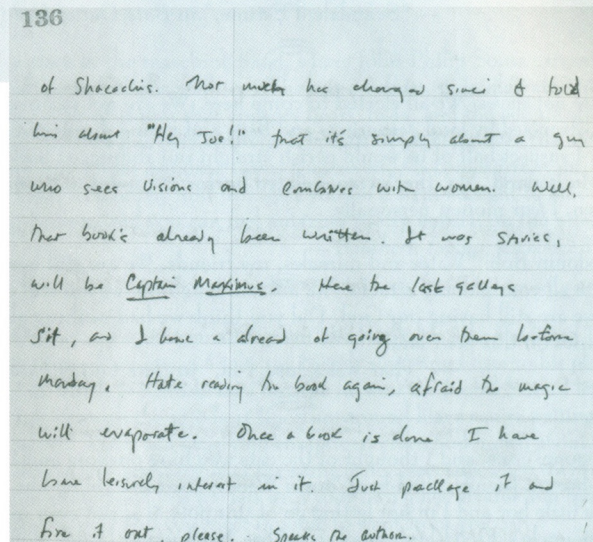 136
of Shacochis. Not much has changed since I told
him about "Hey Joe!" that it's simply about a guy
who sees visions and combines with women. Well,
that book's already been written. It was stories,
will be Captain Maximus. Here the last galleys
sit, and I have a dread of going over them before
Monday. Hate reading the book again, afraid the magic
will evaporate. Once a book is done I have
leisurely interest in it. Just package it and
fire it out, please. Speaks the author.